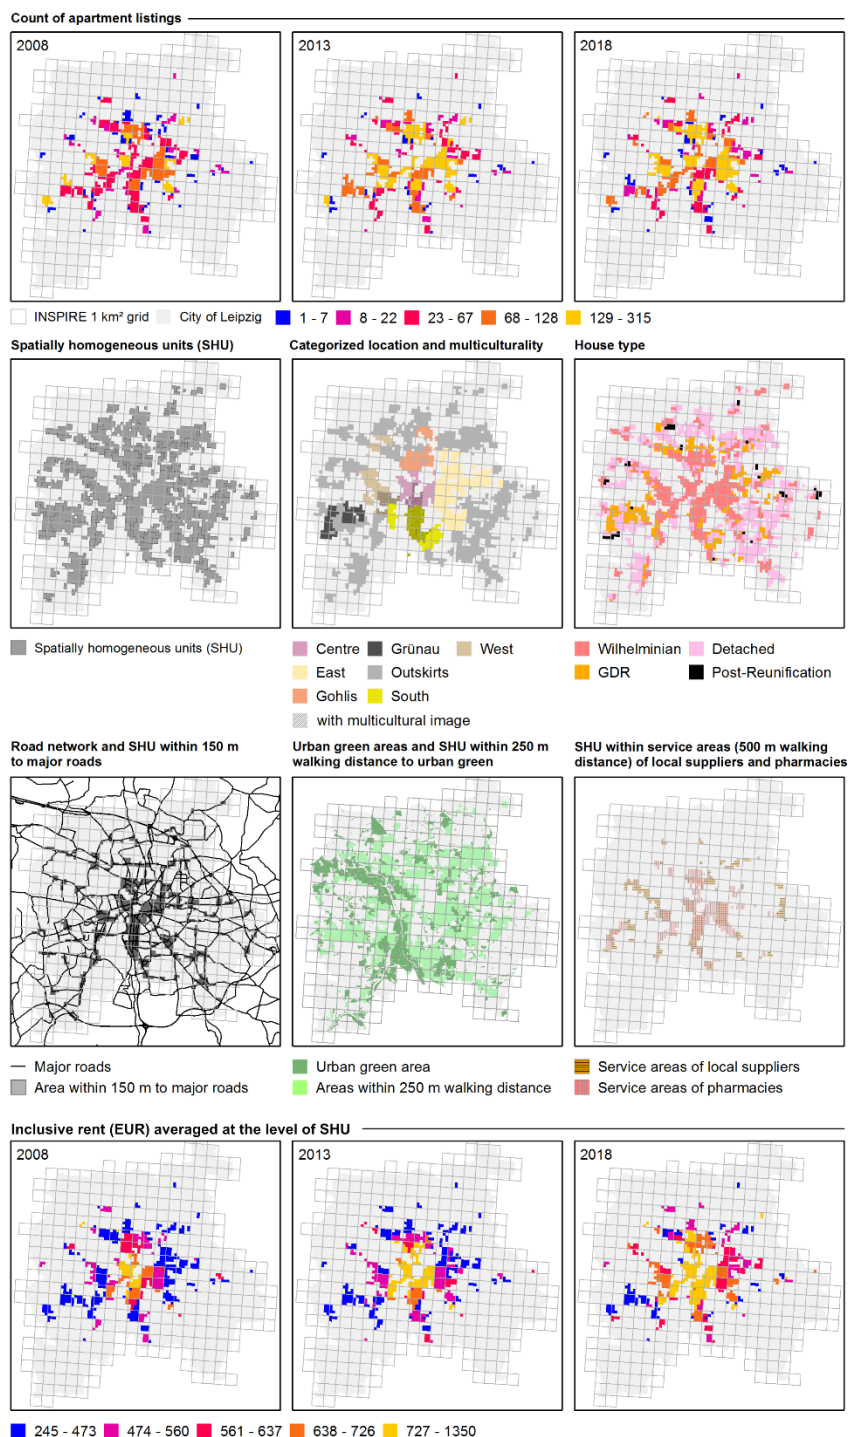 Count of apartment listings
2008
2013
2018
INSPIRE 1 km² grid
City of Leipzig
1 - 7
8 - 22
23 - 67
68 - 128
129 - 315
Spatially homogeneous units (SHU)
Categorized location and multiculturality
House type
Spatially homogeneous units (SHU)
Centre
Grünau
West
East
Outskirts
Gohlis
South
with multicultural image
Wilhelminian
Detached
GDR
Post-Reunification
Road network and SHU within 150 m
to major roads
Urban green areas and SHU within 250 m
walking distance to urban green
SHU within service areas (500 m walking
distance) of local suppliers and pharmacies
Major roads
Area within 150 m to major roads
Urban green area
Areas within 250 m walking distance
Service areas of local suppliers
Service areas of pharmacies
Inclusive rent (EUR) averaged at the level of SHU
2008
2013
2018
245 - 473
474 - 560
561 - 637
638 - 726
727 - 1350